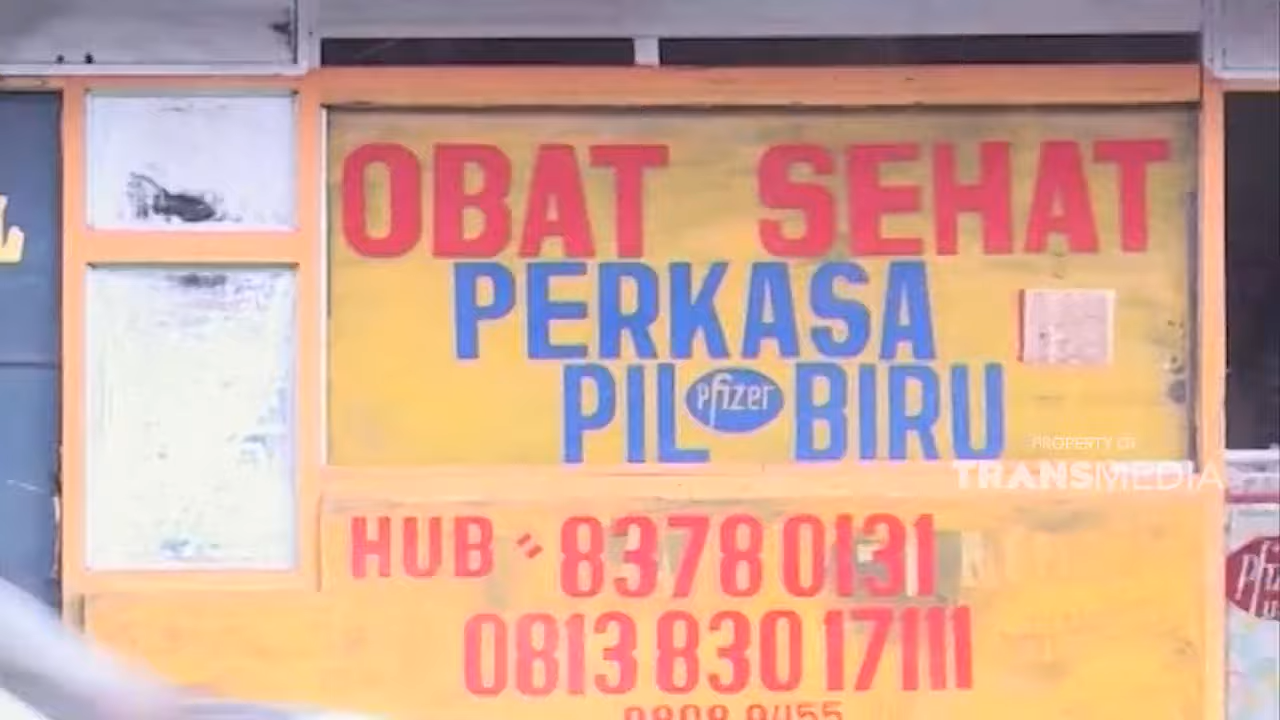 OBAT SEHAT
PERKASA
PIL Pfizer BIRU
PROPERTY OF
TRANSMEDIA
HUB : 8378 0131
0813 830 17111